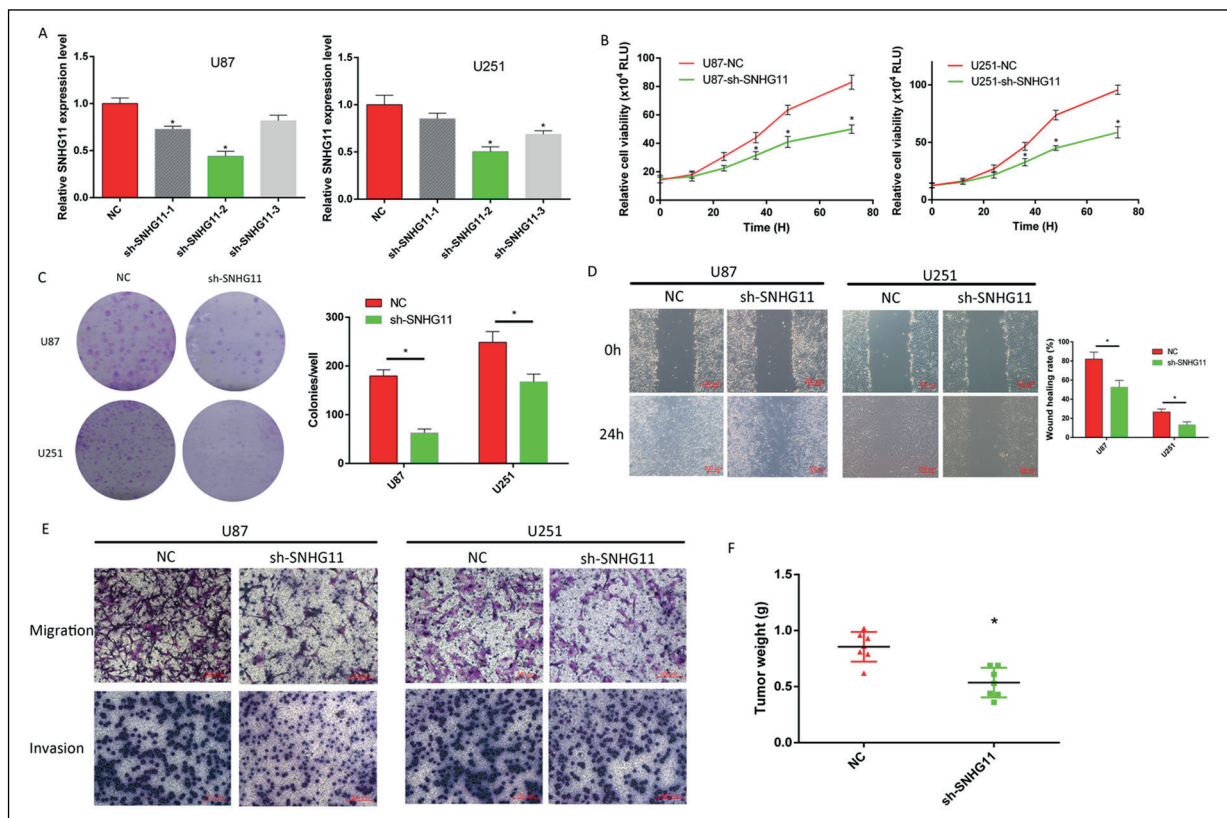 A
U87
Relative SNHG11 expression level
1.5
1.0
0.5
0.0
NC
sh-SNHG11-1
sh-SNHG11-2
sh-SNHG11-3
*
*
U251
Relative SNHG11 expression level
1.5
1.0
0.5
0.0
NC
sh-SNHG11-1
sh-SNHG11-2
sh-SNHG11-3
*
*
B
U87-NC
U87-sh-SNHG11
Relative cell viability (x10⁴ RLU)
100
80
60
40
20
0
0 20 40 60 80
Time (H)
*
*
*
U251-NC
U251-sh-SNHG11
Relative cell viability (x10⁴ RLU)
100
50
0
0 20 40 60 80
Time (H)
*
*
*
C
NC sh-SNHG11
U87
U251
NC
sh-SNHG11
Colonies/well
300
200
100
0
U87 U251
*
*
D
U87 U251
NC sh-SNHG11 NC sh-SNHG11
0h
24h
NC
sh-SNHG11
Wound healing rate (%)
100
80
60
40
20
0
U87 U251
*
*
E
U87 U251
NC sh-SNHG11 NC sh-SNHG11
Migration
Invasion
F
Tumor weight (g)
1.5
1.0
0.5
0.0
NC
sh-SNHG11
*